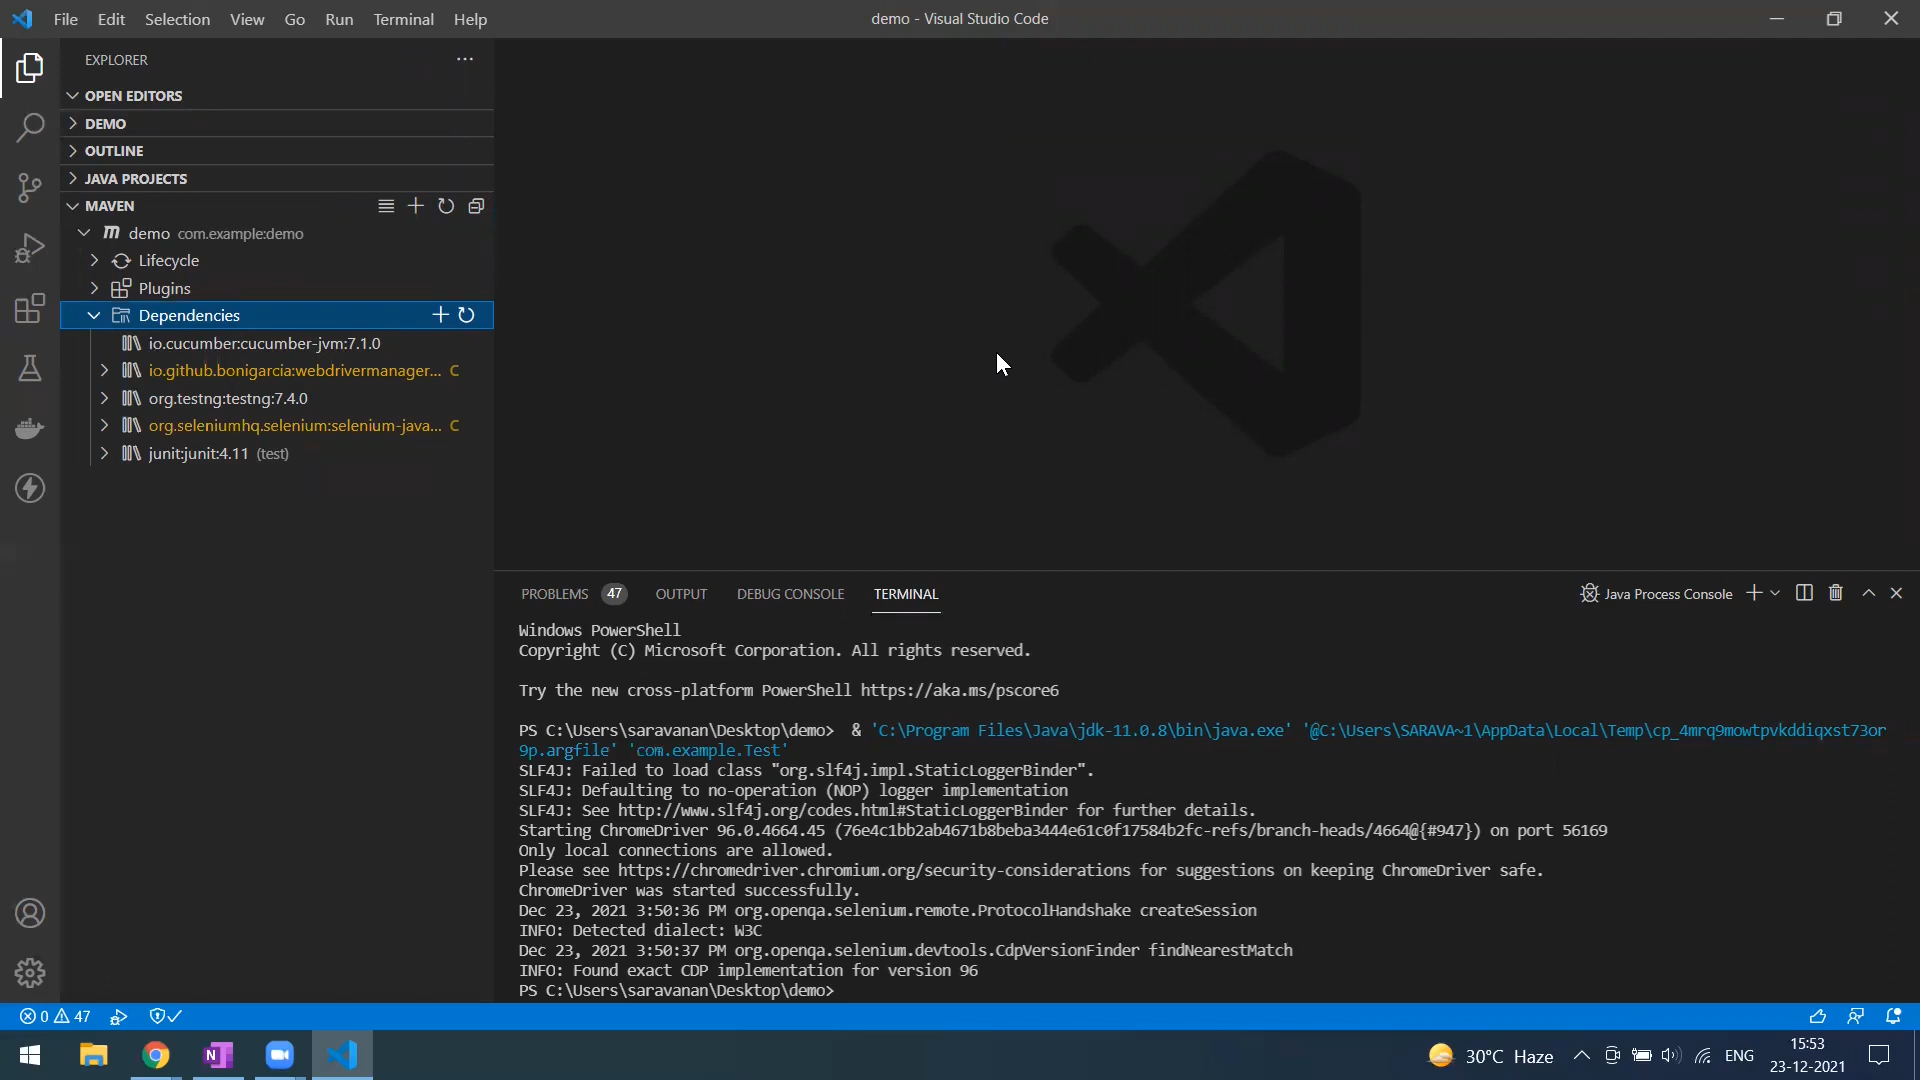 File Edit Selection View Go Run Terminal Help
demo - Visual Studio Code
EXPLORER
OPEN EDITORS
DEMO
OUTLINE
JAVA PROJECTS
MAVEN
demo com.example:demo
Lifecycle
Plugins
Dependencies
io.cucumber:cucumber-jvm:7.1.0
io.github.bonigarcia:webdrivermanager... C
org.testng:testng:7.4.0
org.seleniumhq.selenium:selenium-java... C
junit:junit:4.11 (test)
PROBLEMS 47 OUTPUT DEBUG CONSOLE TERMINAL
Java Process Console
Windows PowerShell
Copyright (C) Microsoft Corporation. All rights reserved.
Try the new cross-platform PowerShell https://aka.ms/pscore6
PS C:\Users\saravanan\Desktop\demo>  & 'C:\Program Files\Java\jdk-11.0.8\bin\java.exe' '@C:\Users\SARAVA~1\AppData\Local\Temp\cp_4mrq9mowtpvkddiqxst73or
9p.argfile' 'com.example.Test'
SLF4J: Failed to load class "org.slf4j.impl.StaticLoggerBinder".
SLF4J: Defaulting to no-operation (NOP) logger implementation
SLF4J: See http://www.slf4j.org/codes.html#StaticLoggerBinder for further details.
Starting ChromeDriver 96.0.4664.45 (76e4c1bb2ab4671b8beba3444e61c0f17584b2fc-refs/branch-heads/4664@{#947}) on port 56169
Only local connections are allowed.
Please see https://chromedriver.chromium.org/security-considerations for suggestions on keeping ChromeDriver safe.
ChromeDriver was started successfully.
Dec 23, 2021 3:50:36 PM org.openqa.selenium.remote.ProtocolHandshake createSession
INFO: Detected dialect: W3C
Dec 23, 2021 3:50:37 PM org.openqa.selenium.devtools.CdpVersionFinder findNearestMatch
INFO: Found exact CDP implementation for version 96
PS C:\Users\saravanan\Desktop\demo>
0 47
30°C Haze
ENG
15:53
23-12-2021